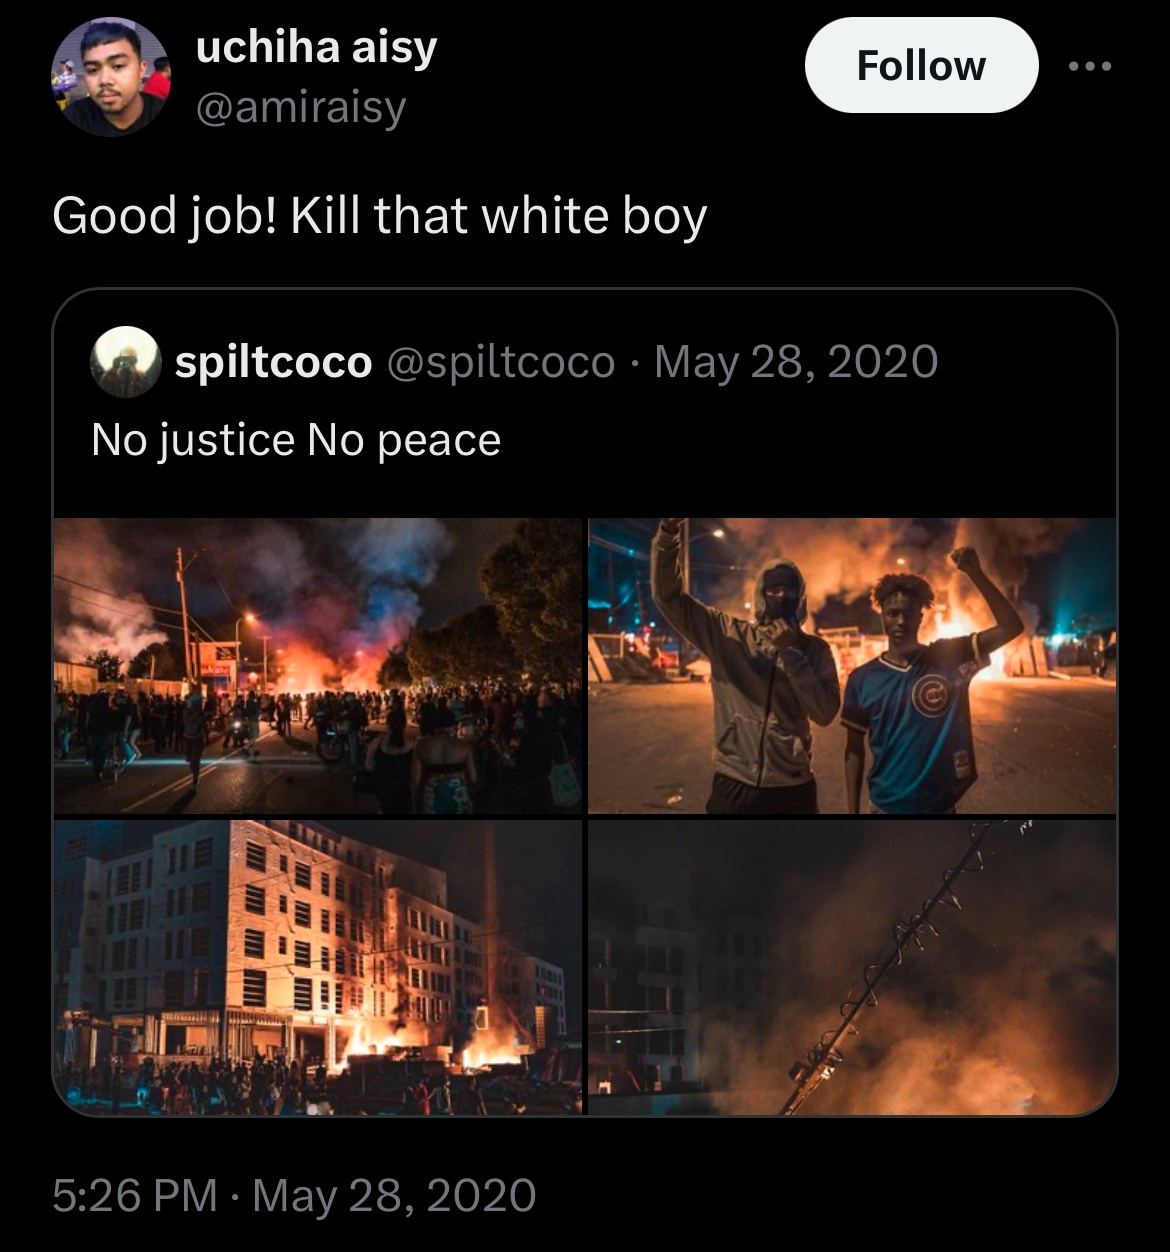 uchiha aisy
@amiraisy
Follow
Good job! Kill that white boy
spiltcoco @spiltcoco · May 28, 2020
No justice No peace
5:26 PM · May 28, 2020